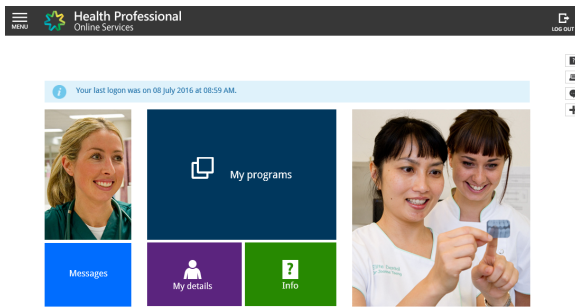 MENU
Health Professional
Online Services
LOG OUT
Your last logon was on 08 July 2016 at 08:59 AM.
My programs
Messages
My details
?
Info